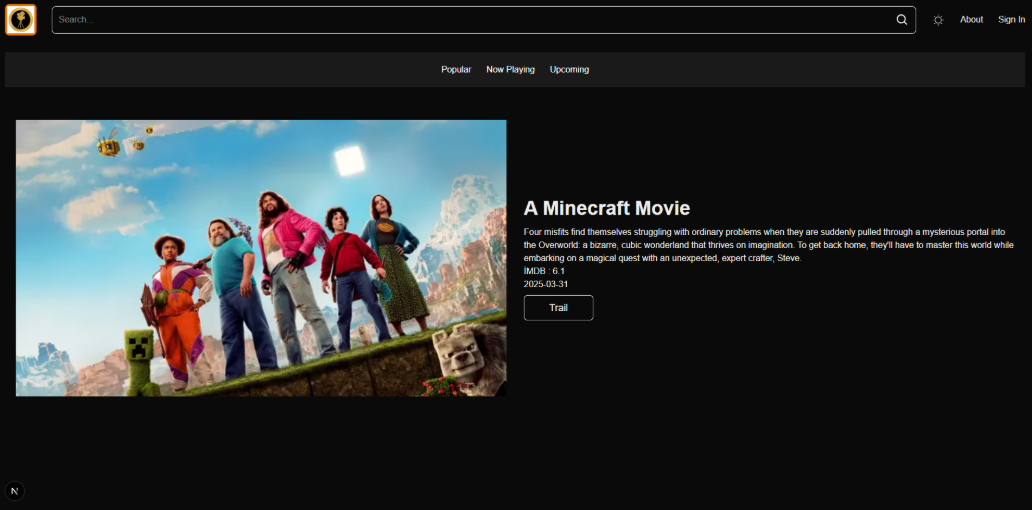 Search...
About
Sign In
Popular
Now Playing
Upcoming
A Minecraft Movie
Four misfits find themselves struggling with ordinary problems when they are suddenly pulled through a mysterious portal into
the Overworld: a bizarre, cubic wonderland that thrives on imagination. To get back home, they'll have to master this world while
embarking on a magical quest with an unexpected, expert crafter, Steve.
İMDB : 6.1
2025-03-31
Trail
N